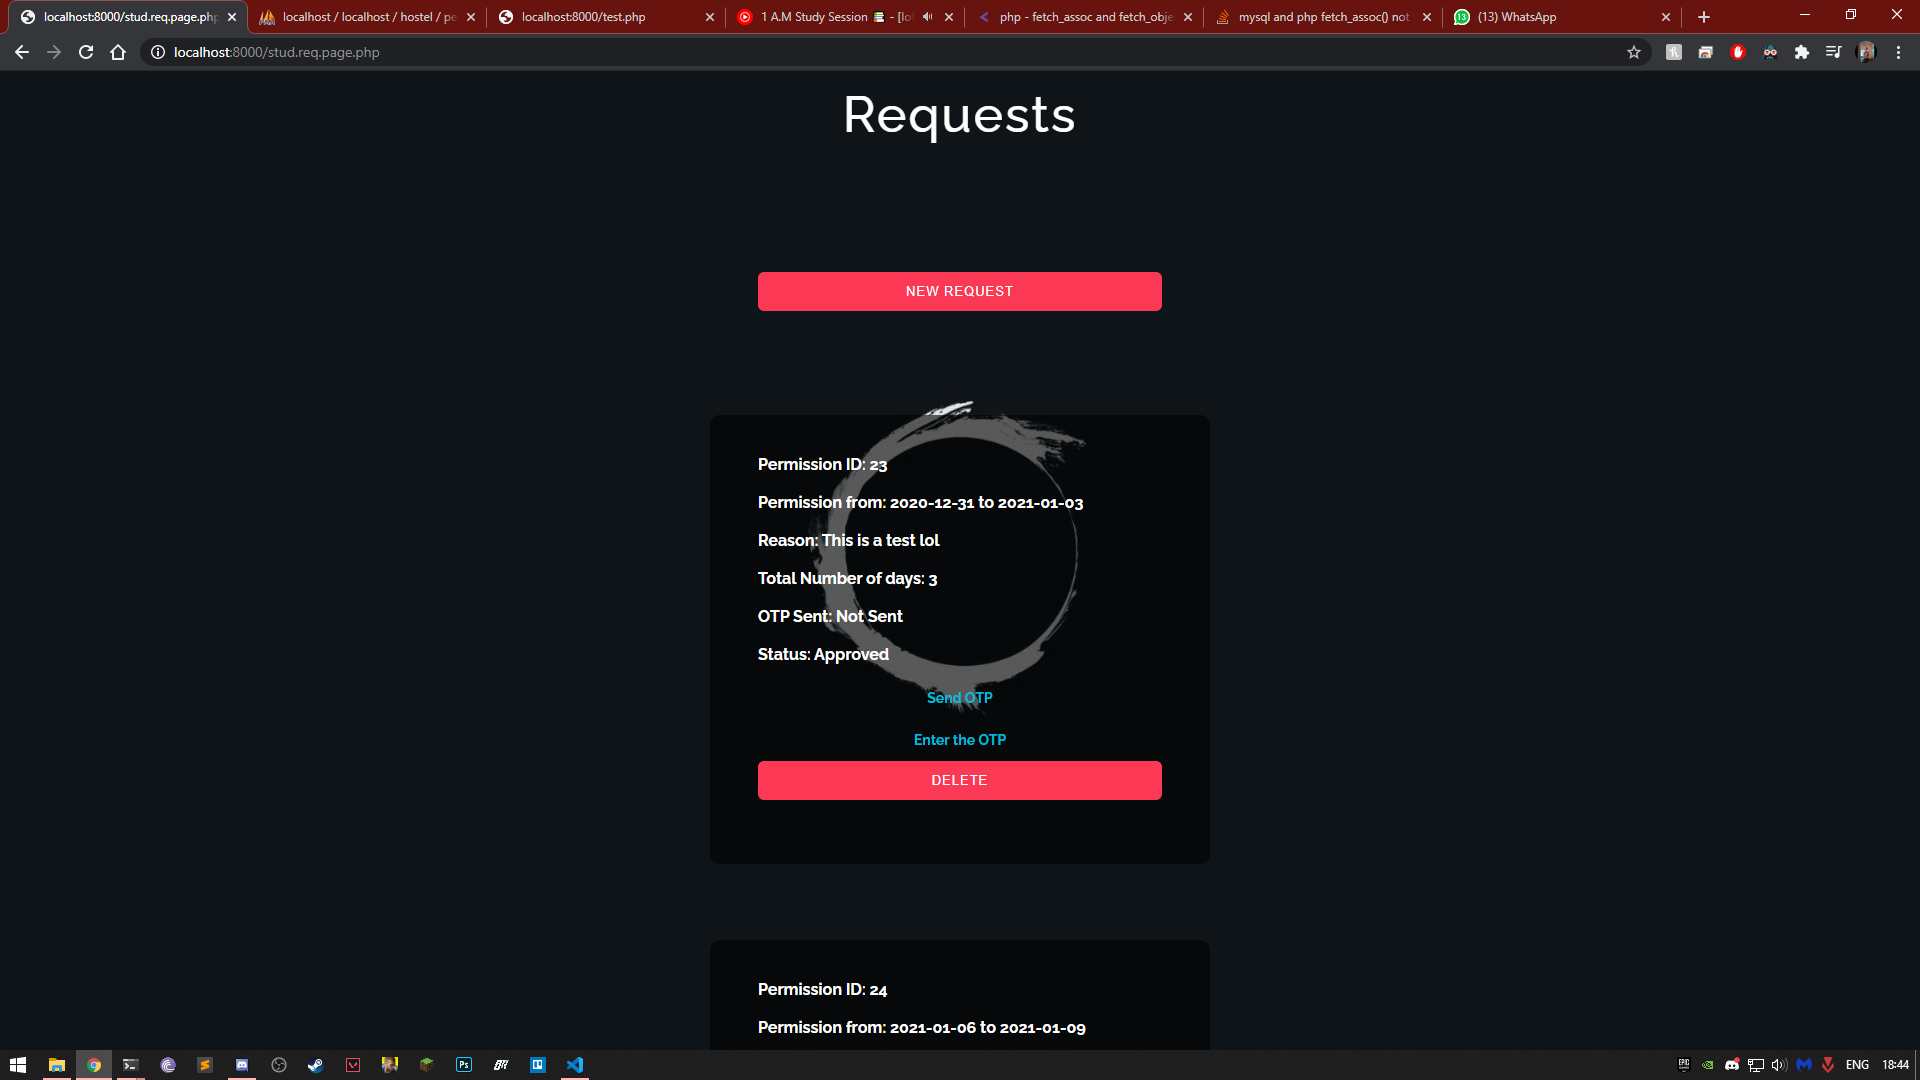 localhost:8000/stud.req.page.php
localhost / localhost / hostel / pe
localhost:8000/test.php
1 A.M Study Session 📚 - [lo
php - fetch_assoc and fetch_obje
mysql and php fetch_assoc() not
(13) WhatsApp
localhost:8000/stud.req.page.php
Requests
NEW REQUEST
Permission ID: 23
Permission from: 2020-12-31 to 2021-01-03
Reason: This is a test lol
Total Number of days: 3
OTP Sent: Not Sent
Status: Approved
Send OTP
Enter the OTP
DELETE
Permission ID: 24
Permission from: 2021-01-06 to 2021-01-09
ENG
18:44